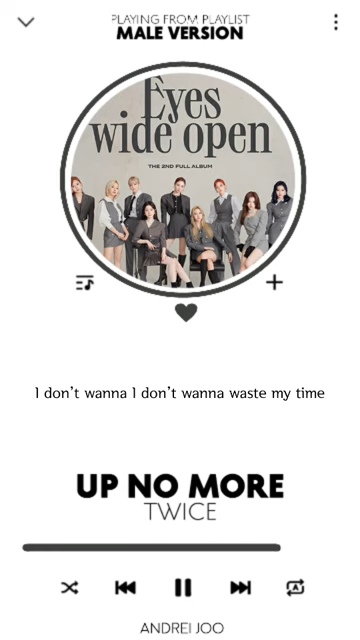 PLAYING FROM PLAYLIST
MALE VERSION
Eyes
wide open
THE 2ND FULL ALBUM
I don't wanna I don't wanna waste my time
UP NO MORE
TWICE
A
ANDREI JOO